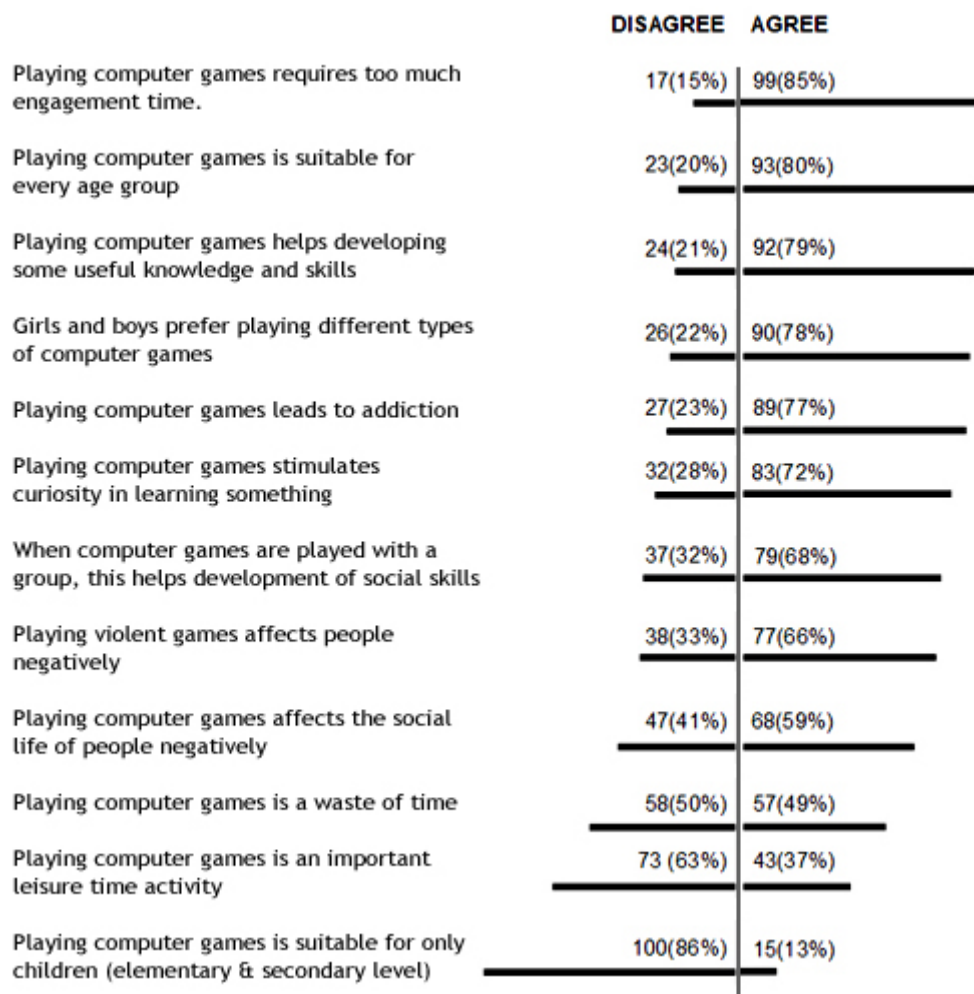 DISAGREE AGREE
Playing computer games requires too much 17(15%) 99(85%)
engagement time.
Playing computer games is suitable for 23(20%) 93(80%)
every age group
Playing computer games helps developing 24(21%) 92(79%)
some useful knowledge and skills
Girls and boys prefer playing different types 26(22%) 90(78%)
of computer games
Playing computer games leads to addiction 27(23%) 89(77%)
Playing computer games stimulates 32(28%) 83(72%)
curiosity in learning something
When computer games are played with a 37(32%) 79(68%)
group, this helps development of social skills
Playing violent games affects people 38(33%) 77(66%)
negatively
Playing computer games affects the social 47(41%) 68(59%)
life of people negatively
Playing computer games is a waste of time 58(50%) 57(49%)
Playing computer games is an important 73 (63%) 43(37%)
leisure time activity
Playing computer games is suitable for only 100(86%) 15(13%)
children (elementary & secondary level)